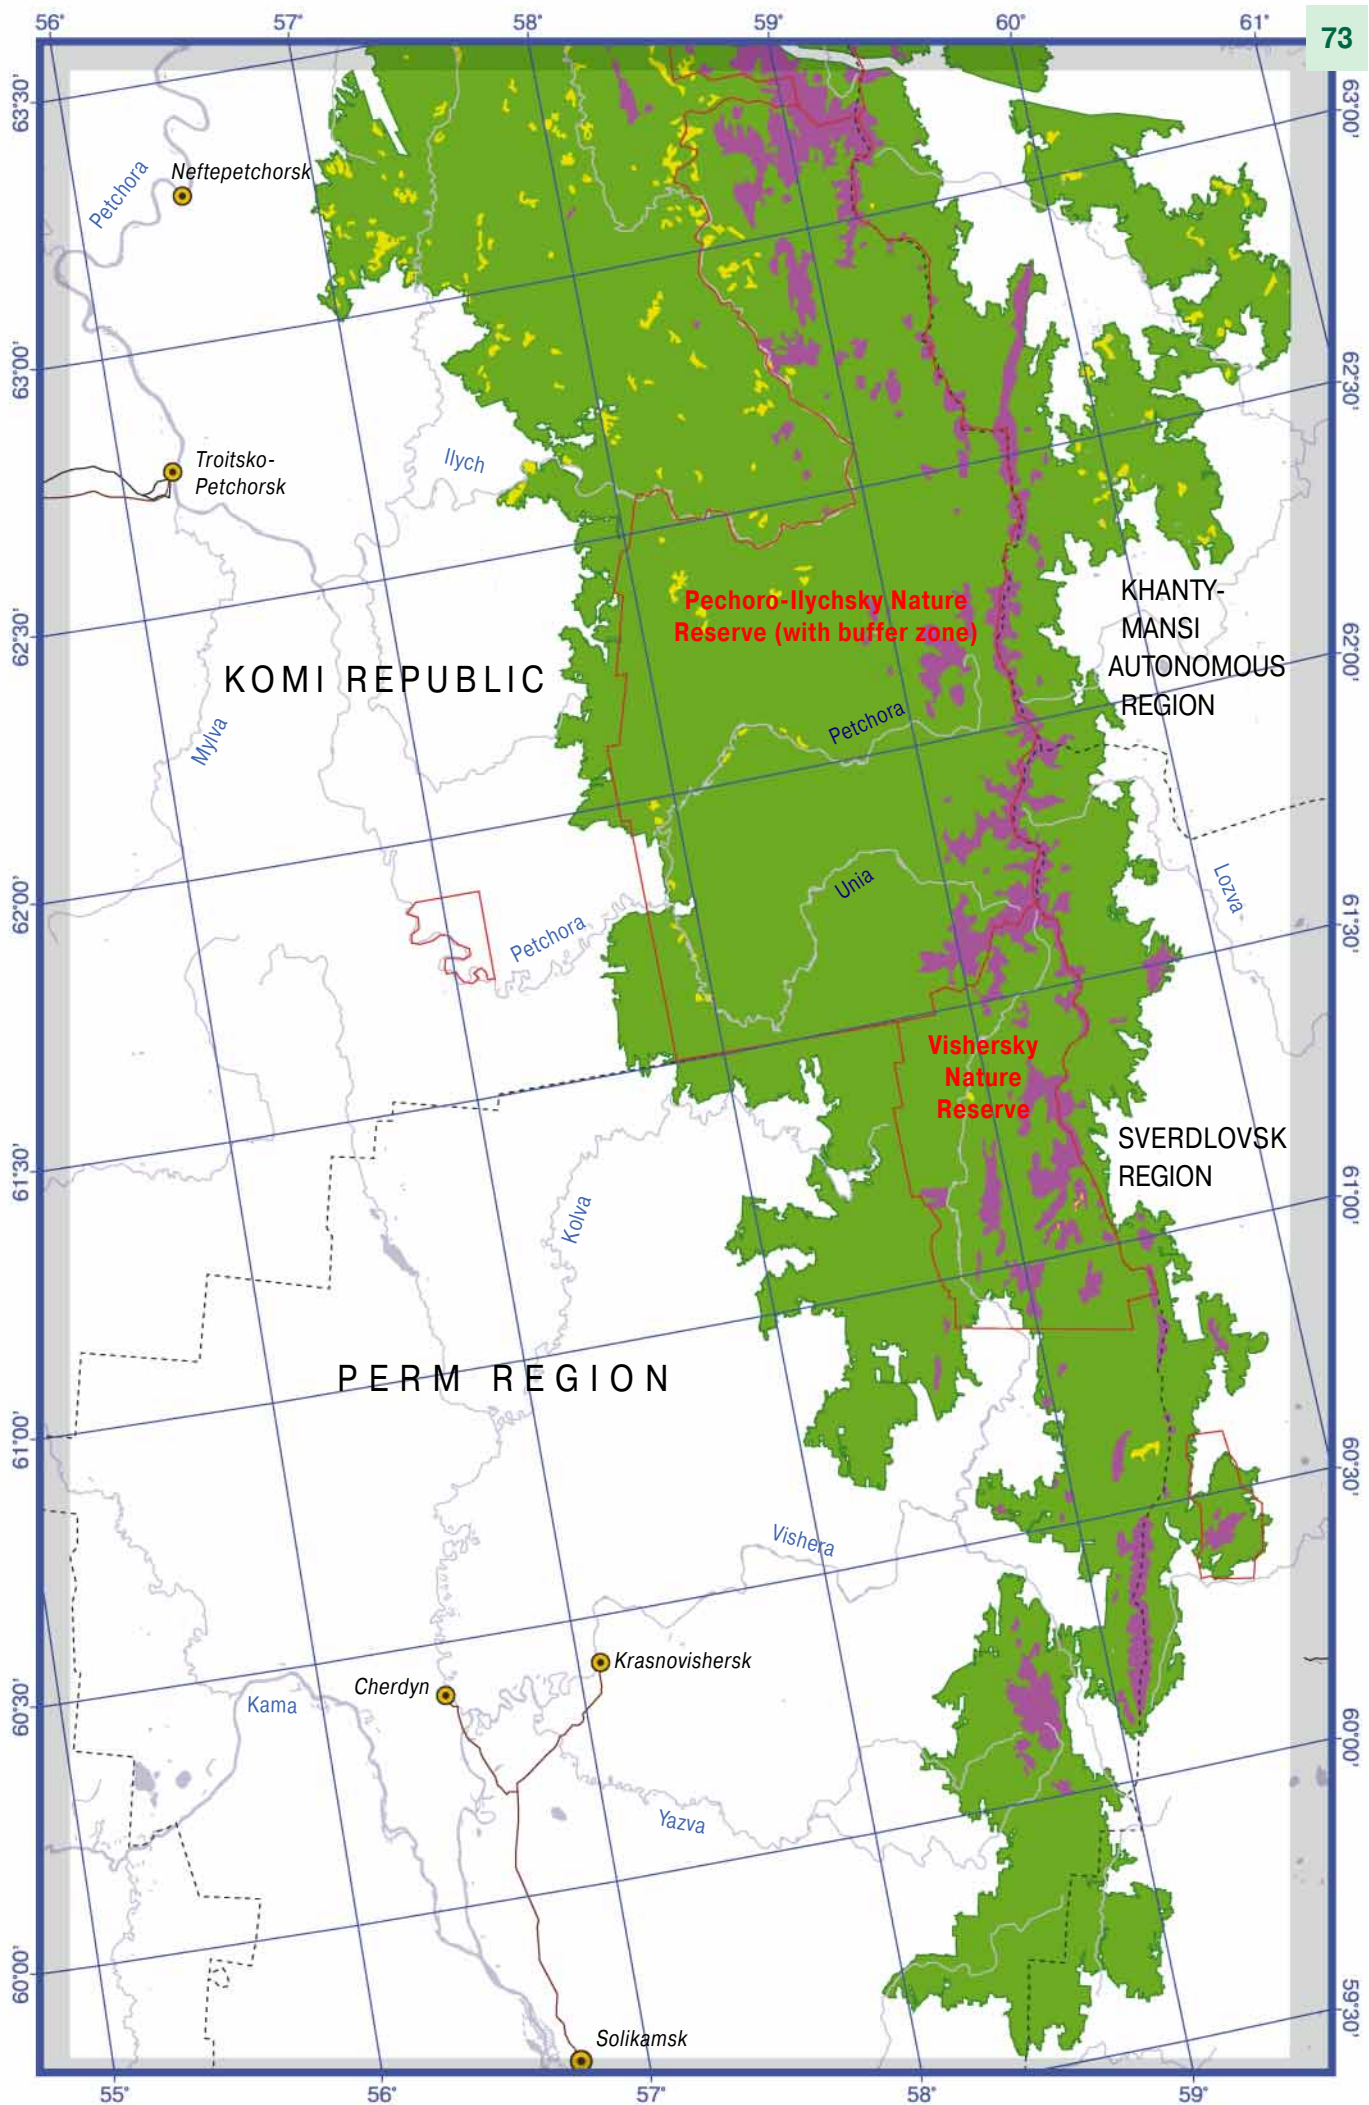 56°
57°
58°
59°
60°
61°
73
63°30'
63°00'
62°30'
62°00'
61°30'
61°00'
60°30'
60°00'
63°00'
62°30'
62°00'
61°30'
61°00'
60°30'
60°00'
59°30'
Petchora
Neftepetchorsk
Troitsko-
Petchorsk
Ilych
KHANTY-
MANSI
AUTONOMOUS
REGION
Pechoro-Ilychsky Nature
Reserve (with buffer zone)
KOMI REPUBLIC
Mylva
Petchora
Unia
Lozva
Petchora
Vishersky
Nature
Reserve
SVERDLOVSK
REGION
Kolva
PERM REGION
Vishera
Krasnovishersk
Cherdyn
Kama
Yazva
Solikamsk
55°
56°
57°
58°
59°